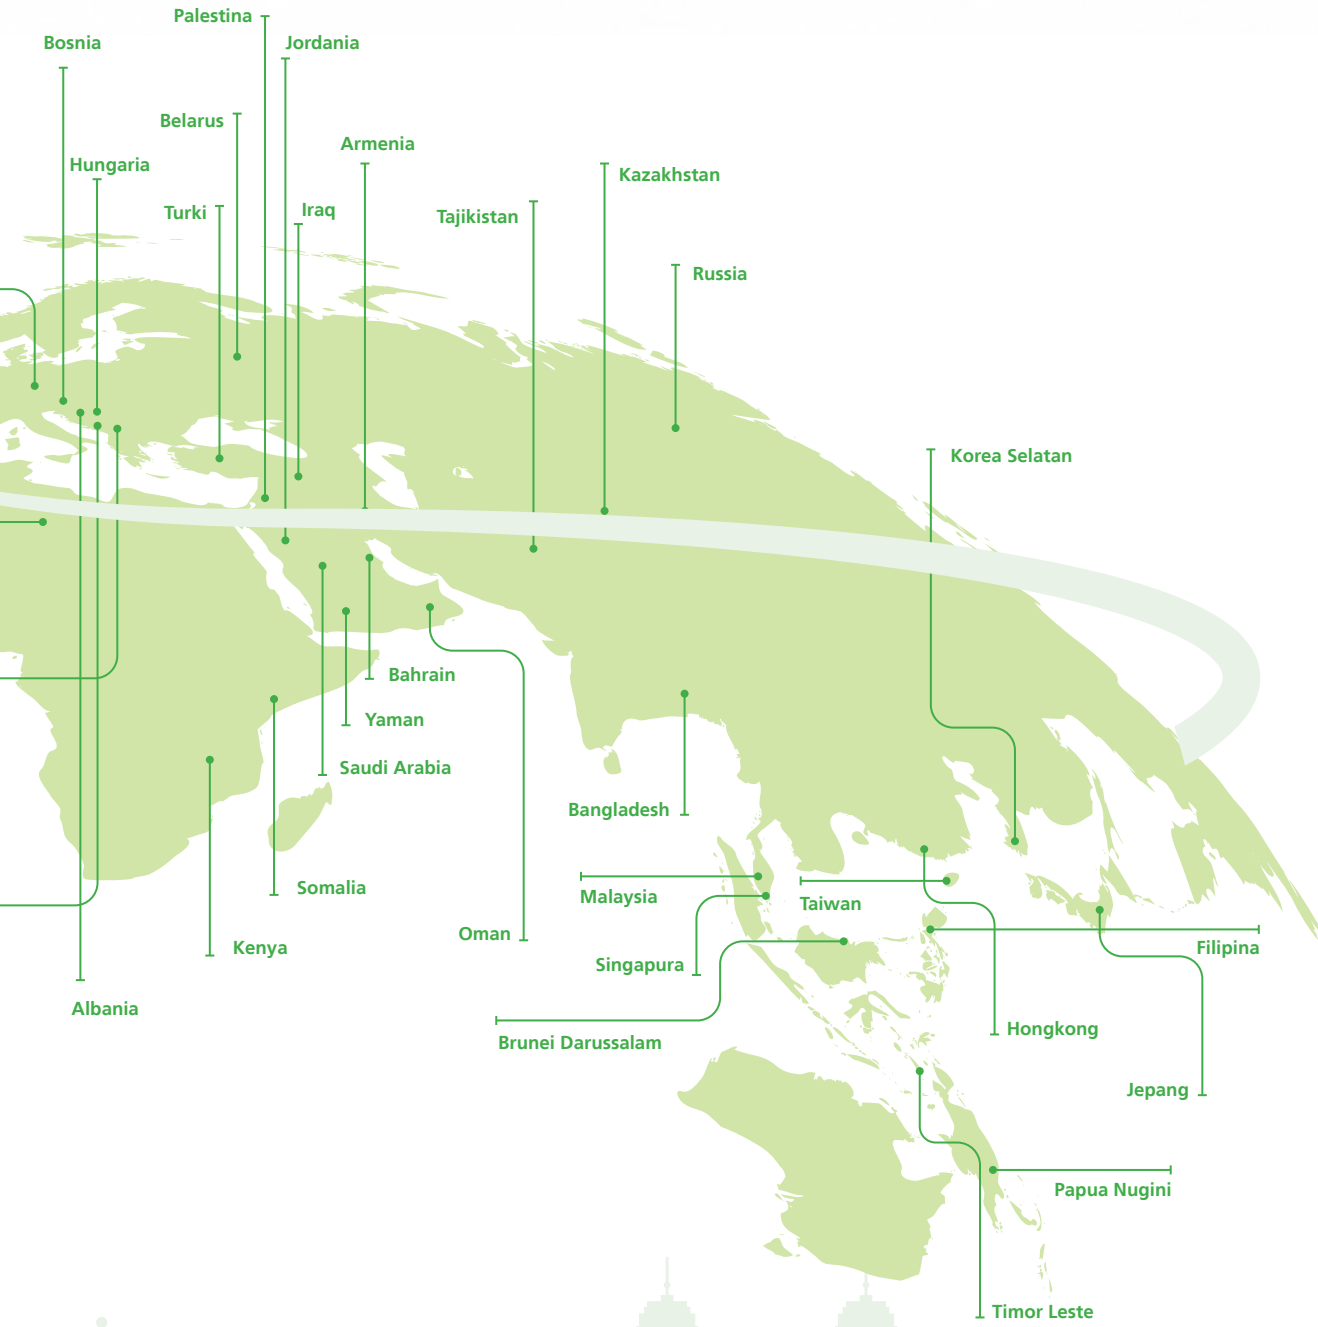 Palestina
Bosnia
Jordania
Belarus
Armenia
Hungaria
Kazakhstan
Turki
Iraq
Tajikistan
Russia
Korea Selatan
Bahrain
Yaman
Saudi Arabia
Bangladesh
Somalia
Malaysia
Taiwan
Oman
Kenya
Filipina
Singapura
Albania
Hongkong
Brunei Darussalam
Jepang
Papua Nugini
Timor Leste